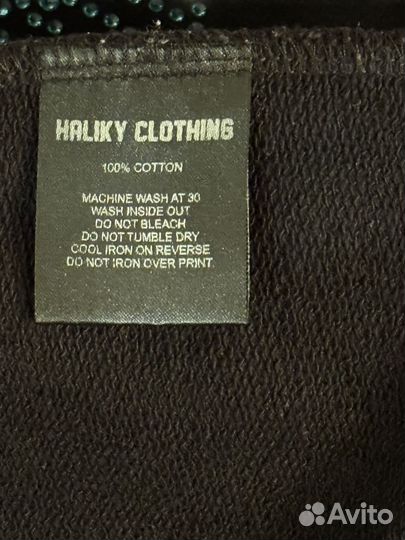 HALIKY CLOTHING
100% COTTON
MACHINE WASH AT 30
WASH INSIDE OUT
DO NOT BLEACH
DO NOT TUMBLE DRY
COOL IRON ON REVERSE
DO NOT IRON OVER PRINT
Avito